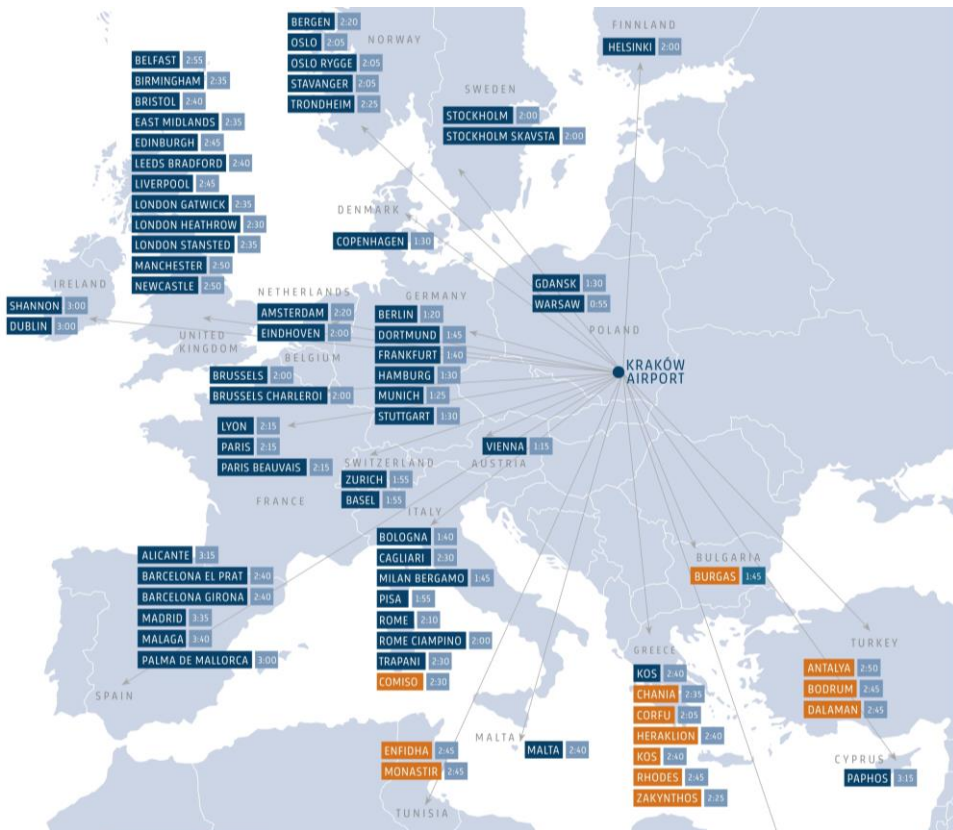 BERGEN 2:20
OSLO 2:05
OSLO RYGGE 2:05
STAVANGER 2:05
TRONDHEIM 2:25
NORWAY
FINNLAND
HELSINKI 2:00
BELFAST 2:55
BIRMINGHAM 2:35
BRISTOL 2:40
EAST MIDLANDS 2:35
EDINBURGH 2:45
LEEDS BRADFORD 2:40
LIVERPOOL 2:45
LONDON GATWICK 2:35
LONDON HEATHROW 2:30
LONDON STANSTED 2:35
MANCHESTER 2:50
NEWCASTLE 2:50
SWEDEN
STOCKHOLM 2:00
STOCKHOLM SKAVSTA 2:00
DENMARK
COPENHAGEN 1:30
IRELAND
SHANNON 3:00
DUBLIN 3:00
UNITED
KINGDOM
NETHERLANDS
AMSTERDAM 2:20
EINDHOVEN 2:00
GERMANY
BERLIN 1:20
DORTMUND 1:45
FRANKFURT 1:40
HAMBURG 1:30
MUNICH 1:25
STUTTGART 1:30
GDANSK 1:30
WARSAW 0:55
POLAND
KRAKÓW
AIRPORT
BELGIUM
BRUSSELS 2:00
BRUSSELS CHARLEROI 2:00
LYON 2:15
PARIS 2:15
PARIS BEAUVAIS 2:15
FRANCE
SWITZERLAND
ZURICH 1:55
BASEL 1:55
VIENNA 1:15
AUSTRIA
ITALY
BOLOGNA 1:40
CAGLIARI 2:30
MILAN BERGAMO 1:45
PISA 1:55
ROME 2:10
ROME CIAMPINO 2:00
TRAPANI 2:30
COMISO 2:30
ALICANTE 3:15
BARCELONA EL PRAT 2:40
BARCELONA GIRONA 2:40
MADRID 3:35
MALAGA 3:40
PALMA DE MALLORCA 3:00
SPAIN
BULGARIA
BURGAS 1:45
GREECE
KOS 2:40
CHANIA 2:35
CORFU 2:05
HERAKLION 2:40
KOS 2:40
RHODES 2:45
ZAKYNTHOS 2:25
TURKEY
ANTALYA 2:50
BODRUM 2:45
DALAMAN 2:45
CYPRUS
PAPHOS 3:15
MALTA
MALTA 2:40
ENFIDHA 2:45
MONASTIR 2:45
TUNISIA